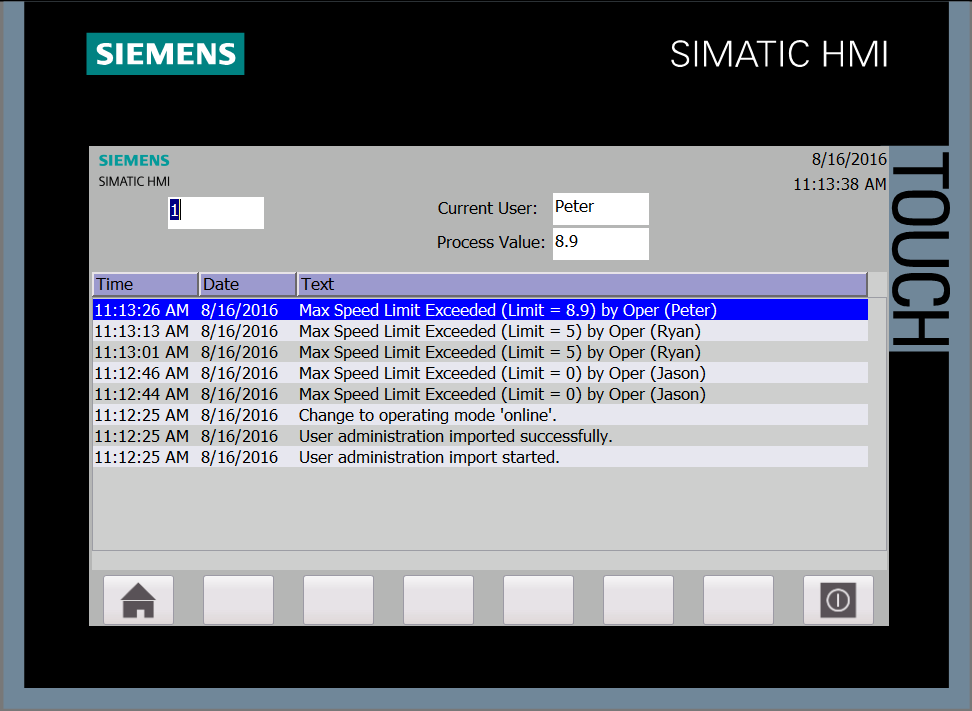 SIEMENS
SIMATIC HMI
SIEMENS
SIMATIC HMI
8/16/2016
11:13:38 AM
TOUCH
1
Current User: Peter
Process Value: 8.9
Time Date Text
11:13:26 AM 8/16/2016 Max Speed Limit Exceeded (Limit = 8.9) by Oper (Peter)
11:13:13 AM 8/16/2016 Max Speed Limit Exceeded (Limit = 5) by Oper (Ryan)
11:13:01 AM 8/16/2016 Max Speed Limit Exceeded (Limit = 5) by Oper (Ryan)
11:12:46 AM 8/16/2016 Max Speed Limit Exceeded (Limit = 0) by Oper (Jason)
11:12:44 AM 8/16/2016 Max Speed Limit Exceeded (Limit = 0) by Oper (Jason)
11:12:25 AM 8/16/2016 Change to operating mode 'online'.
11:12:25 AM 8/16/2016 User administration imported successfully.
11:12:25 AM 8/16/2016 User administration import started.